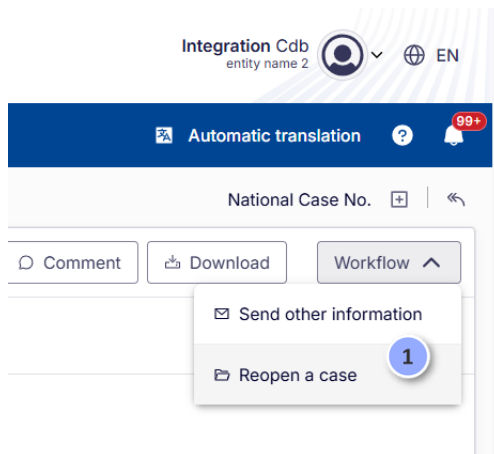 Integration Cdb
entity name 2
EN
Automatic translation
?
99+
National Case No.
Comment
Download
Workflow
Send other information
1
Reopen a case